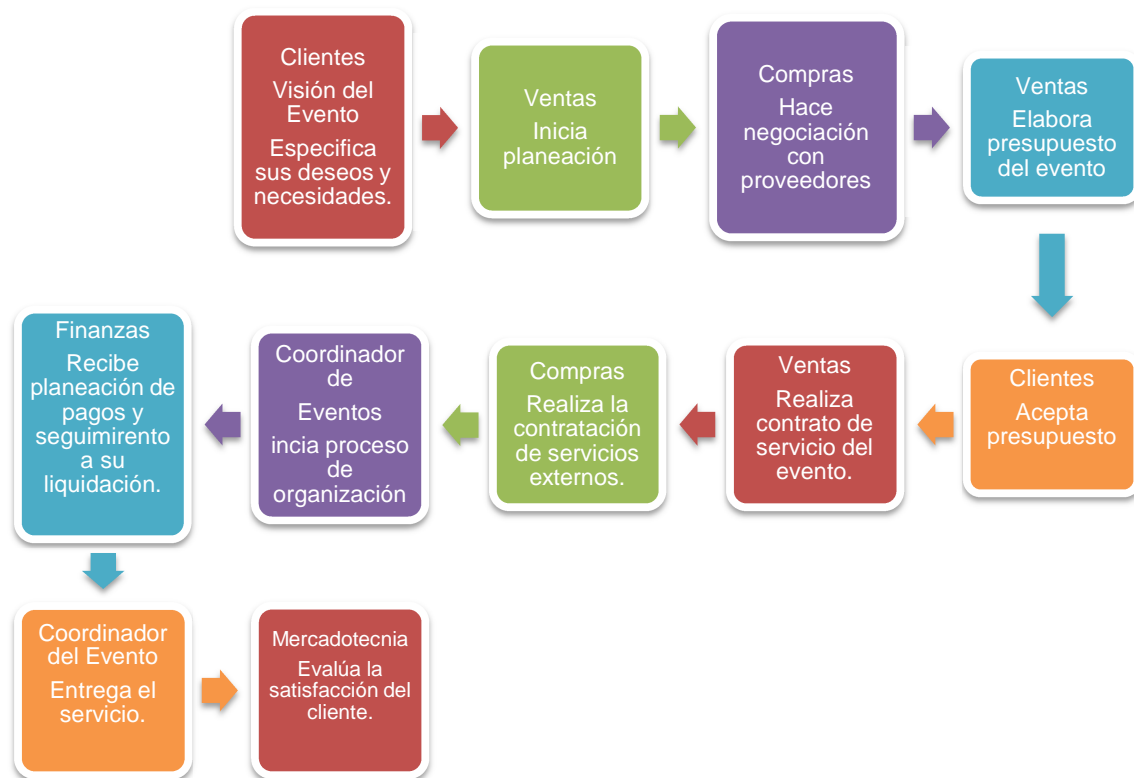 Clientes
Visión del
Evento
Especifica
sus deseos y
necesidades.
Ventas
Inicia
planeación
Compras
Hace
negociación
con
proveedores
Ventas
Elabora
presupuesto
del evento
Clientes
Acepta
presupuesto
Ventas
Realiza
contrato de
servicio del
evento.
Compras
Realiza la
contratación
de servicios
externos.
Coordinador
de
Eventos
incia proceso
de
organización
Finanzas
Recibe
planeación de
pagos y
seguimirento
a su
liquidación.
Coordinador
del Evento
Entrega el
servicio.
Mercadotecnia
Evalúa la
satisfacción del
cliente.